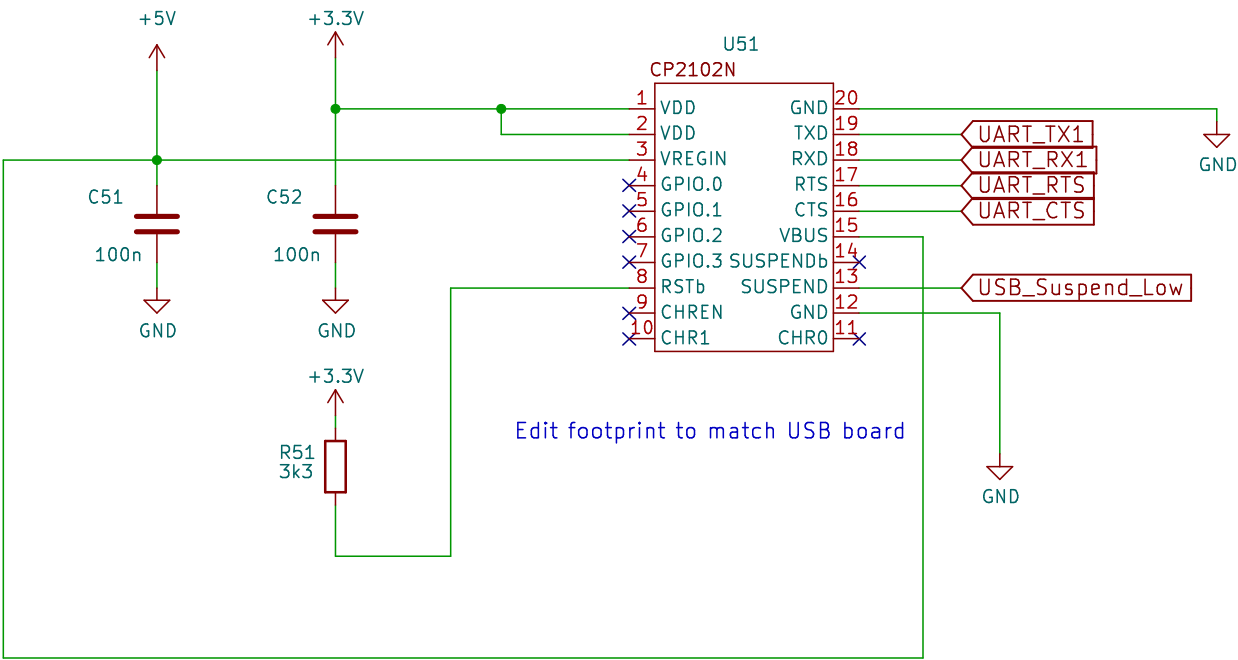 +5V
+3.3V
U51
CP2102N
1 VDD GND 20
2 VDD TXD 19 UART_TX1
3 VREGIN RXD 18 UART_RX1
GND
4 GPIO.0 RTS 17 UART_RTS
C51
C52
5 GPIO.1 CTS 16 UART_CTS
6 GPIO.2 VBUS 15
100n
100n
7 GPIO.3 SUSPENDb 14
8 RSTb SUSPEND 13 USB_Suspend_Low
9 CHREN GND 12
GND
GND
10 CHR1 CHR0 11
+3.3V
Edit footprint to match USB board
R51
3k3
GND